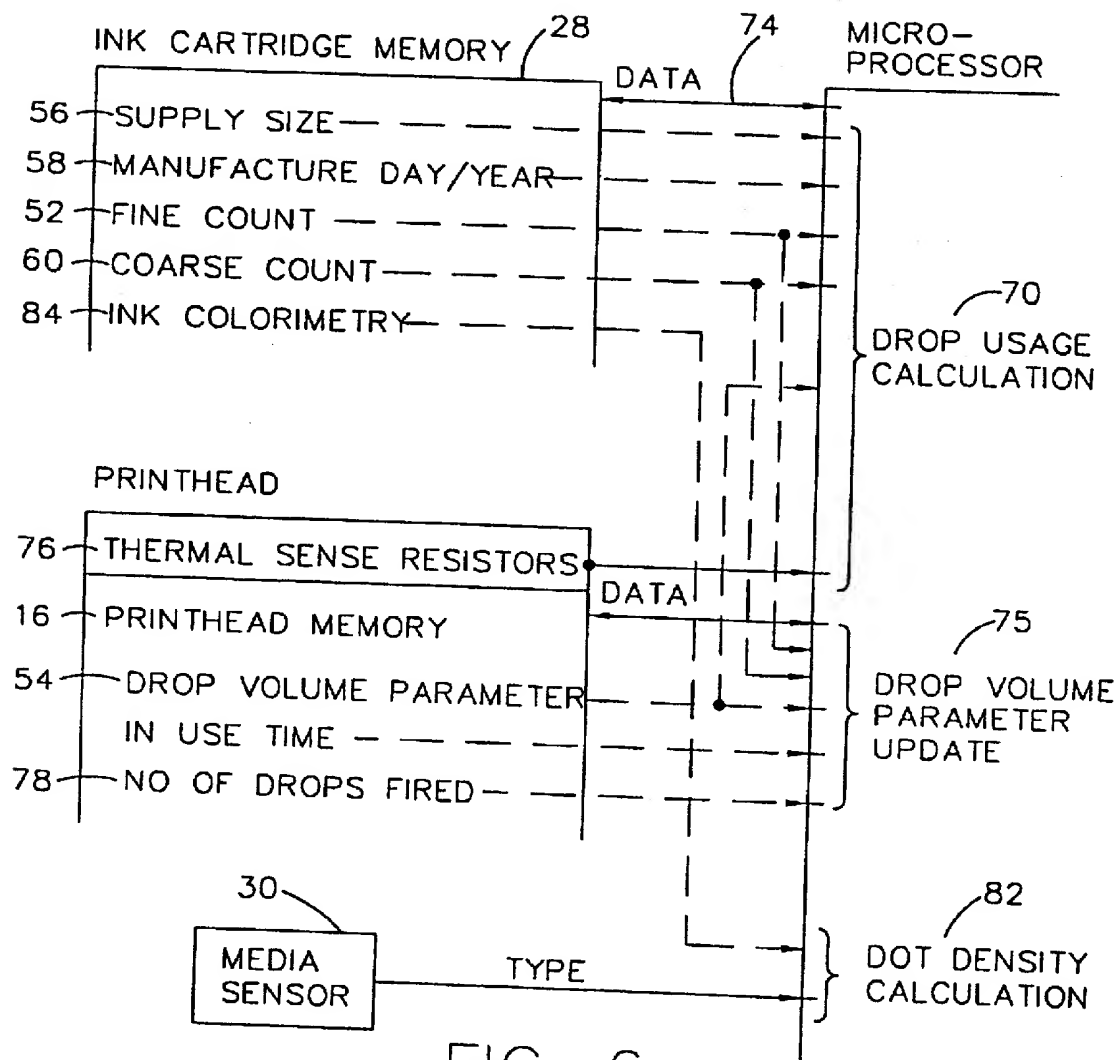 28
74
INK CARTRIDGE MEMORY
MICRO-
PROCESSOR
DATA
56 SUPPLY SIZE
58 MANUFACTURE DAY/YEAR
52 FINE COUNT
60 COARSE COUNT
84 INK COLORIMETRY
70
DROP USAGE
CALCULATION
PRINTHEAD
76 THERMAL SENSE RESISTORS
DATA
16 PRINTHEAD MEMORY
75
54 DROP VOLUME PARAMETER
IN USE TIME
78 NO OF DROPS FIRED
DROP VOLUME
PARAMETER
UPDATE
30
82
MEDIA
SENSOR
TYPE
DOT DENSITY
CALCULATION